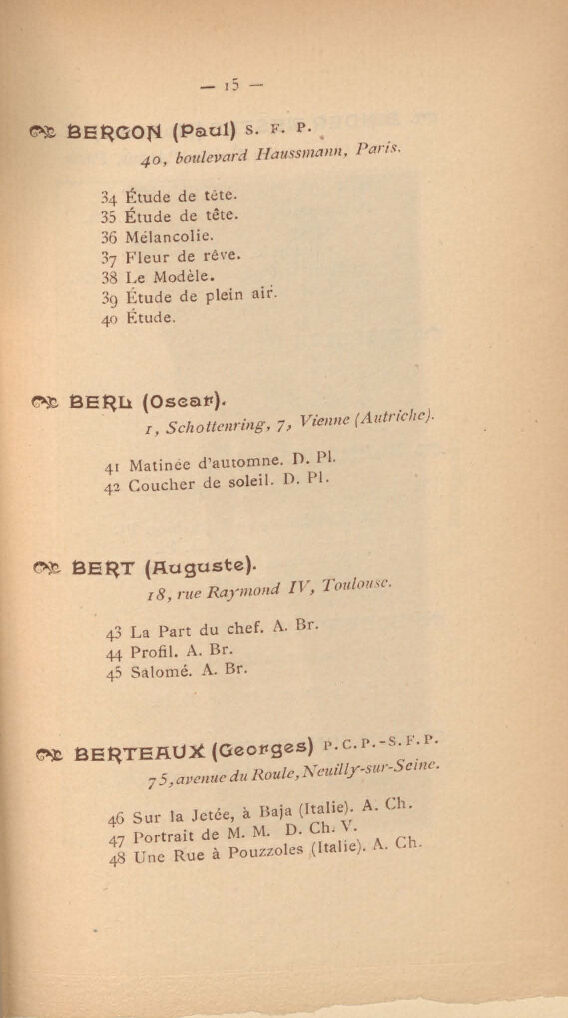 — 15 —
BERGON (Paul) S. F. P.
40, boulevard Haussmann, Paris.
34 Étude de tête.
35 Étude de tête.
36 Mélancolie.
37 Fleur de rêve.
38 Le Modèle.
39 Étude de plein air.
40 Étude.
BERL (Oscar).
1, Schottenring, 7, Vienne (Autriche).
41 Matinée d'automne. D. Pl.
42 Coucher de soleil. D. Pl.
BERT (Auguste).
18, rue Raymond IV, Toulouse.
43 La Part du chef. A. Br.
44 Profil. A. Br.
45 Salomé. A. Br.
BERTEAUX (Georges) P.C.P.-S.F.P.
75, avenue du Roule, Neuilly-sur-Seine.
46 Sur la Jetée, à Baja (Italie). A. Ch.
47 Portrait de M. M. D. Ch. V.
48 Une Rue à Pouzzoles (Italie). A. Ch.